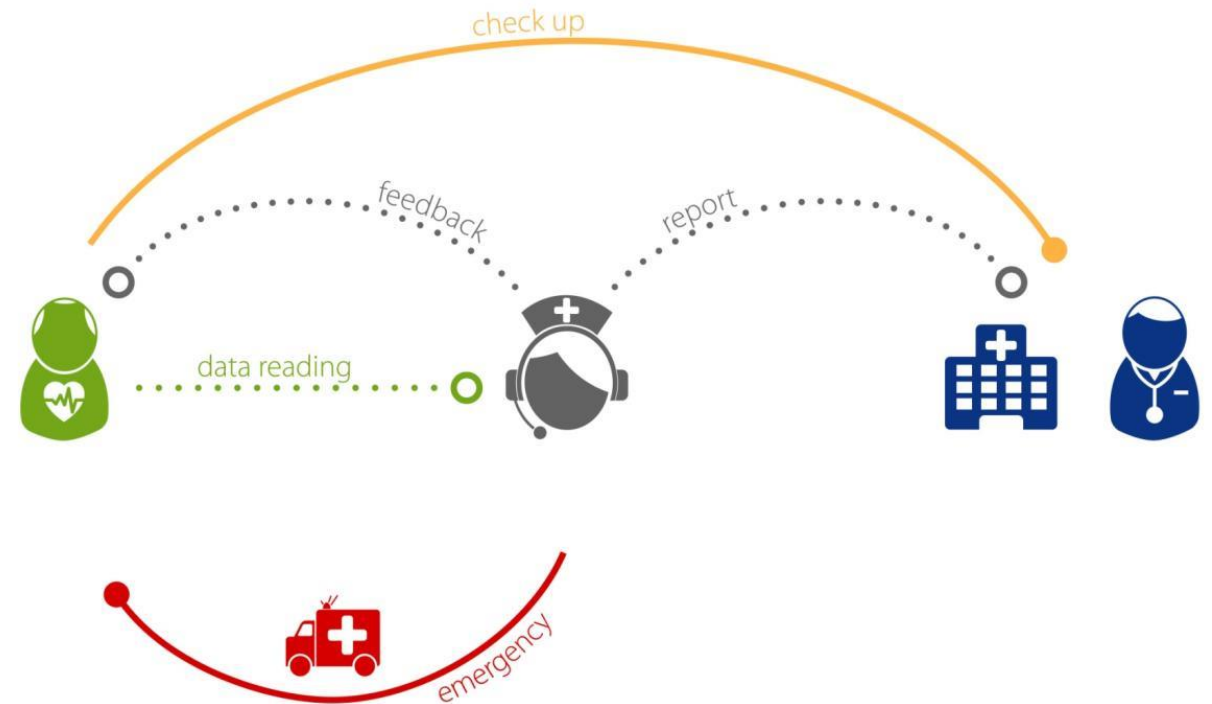 check up
feedback
report
data reading
emergency